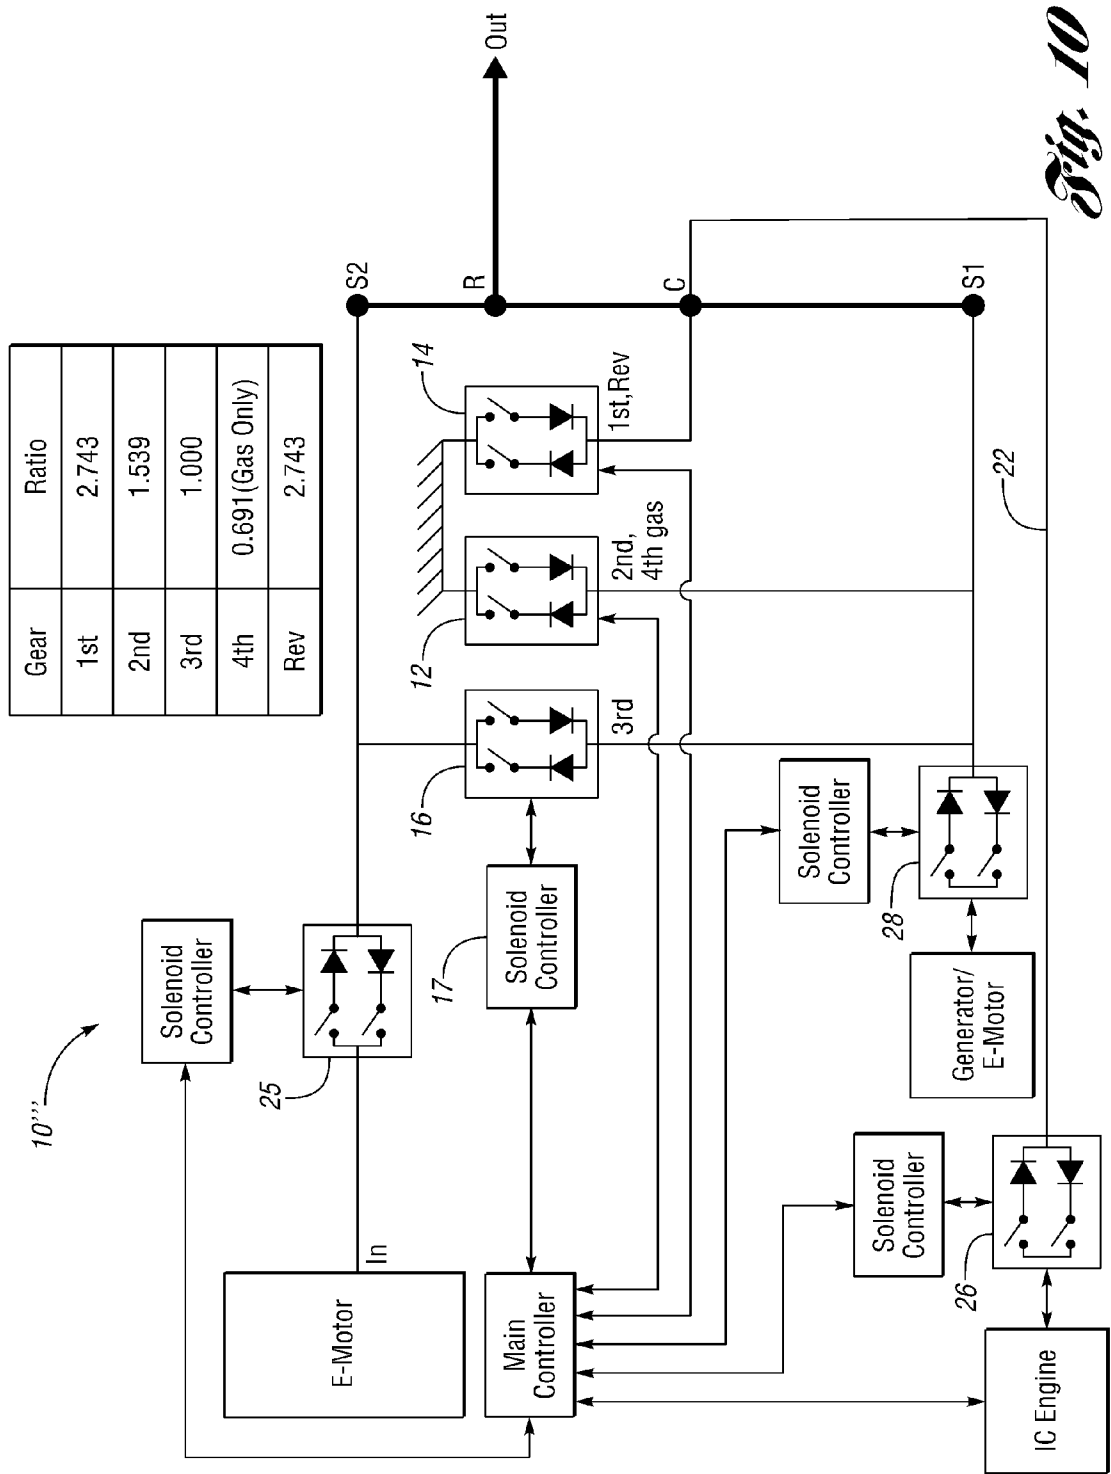 Gear Ratio
1st 2.743
2nd 1.539
3rd 1.000
4th 0.691(Gas Only)
Rev 2.743
10'''
Solenoid
Controller
25
E-Motor
In
S2
R
Out
C
S1
14
1st,Rev
12
2nd,
4th gas
16
3rd
17
Solenoid
Controller
Main
Controller
Solenoid
Controller
28
Generator/
E-Motor
Solenoid
Controller
26
IC Engine
22
Fig. 10